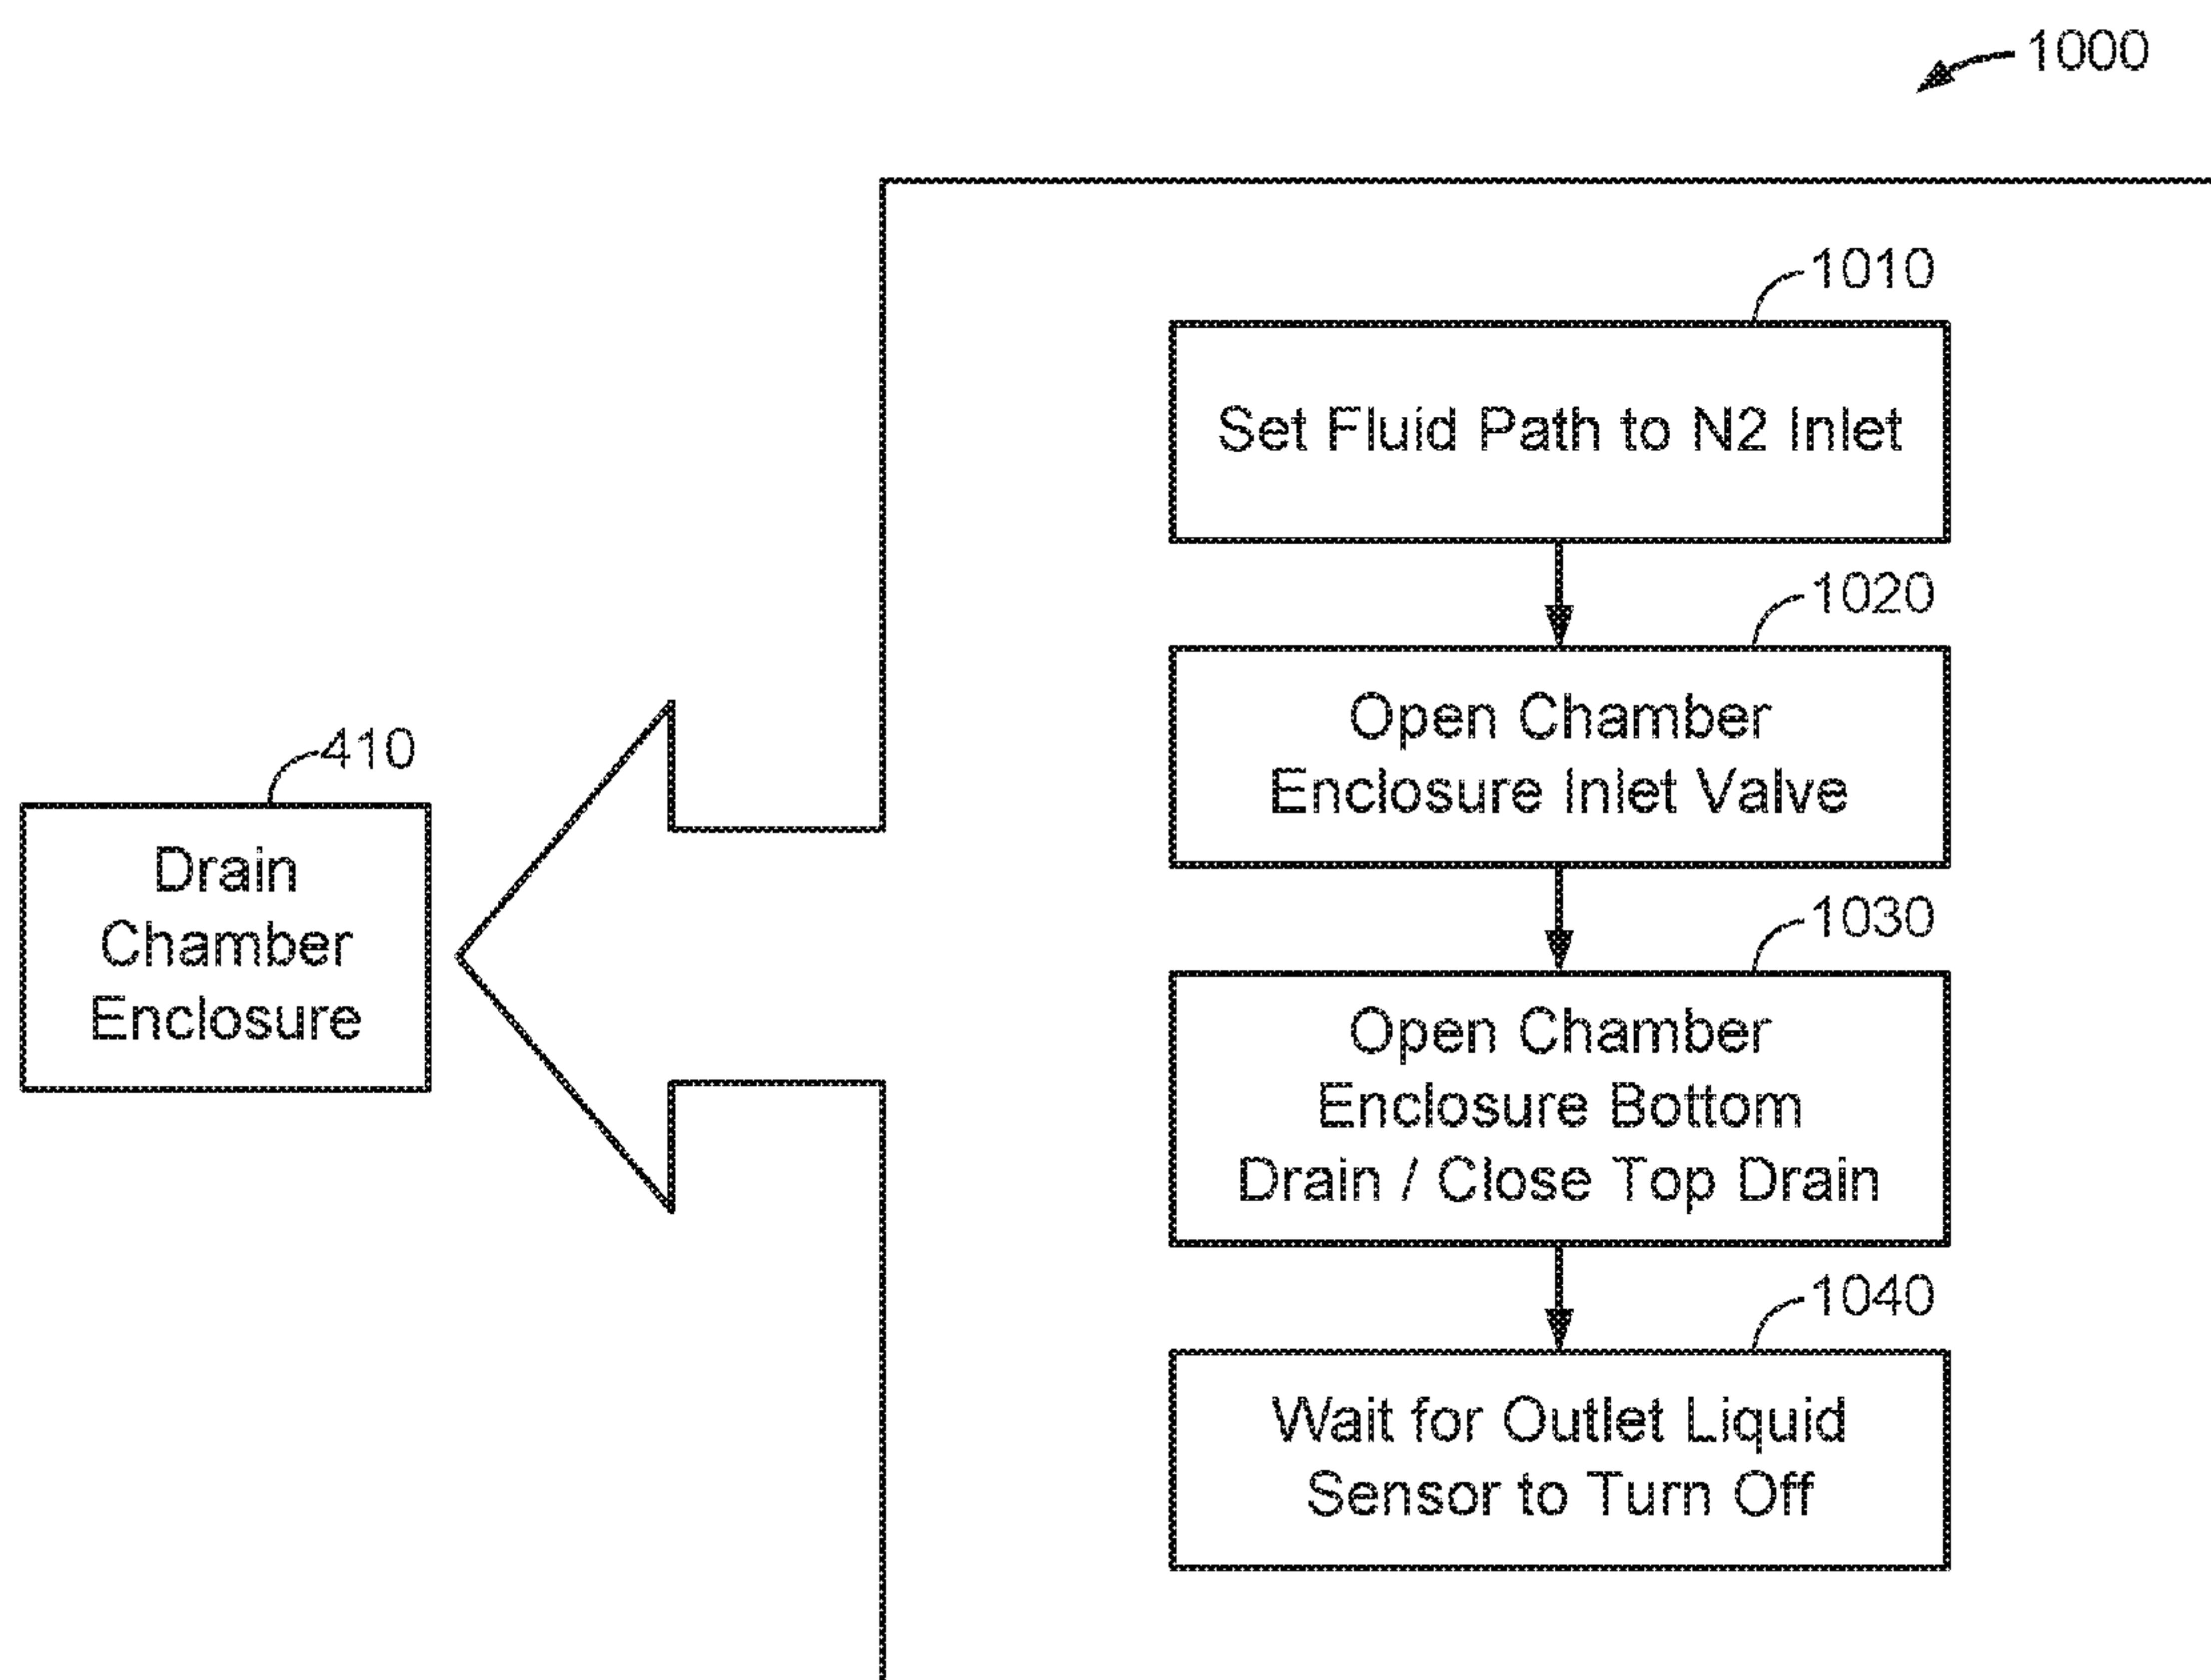 1000
1010
Set Fluid Path to N2 Inlet
1020
Open Chamber
Enclosure Inlet Valve
410
Drain
Chamber
Enclosure
1030
Open Chamber
Enclosure Bottom
Drain / Close Top Drain
1040
Wait for Outlet Liquid
Sensor to Turn Off